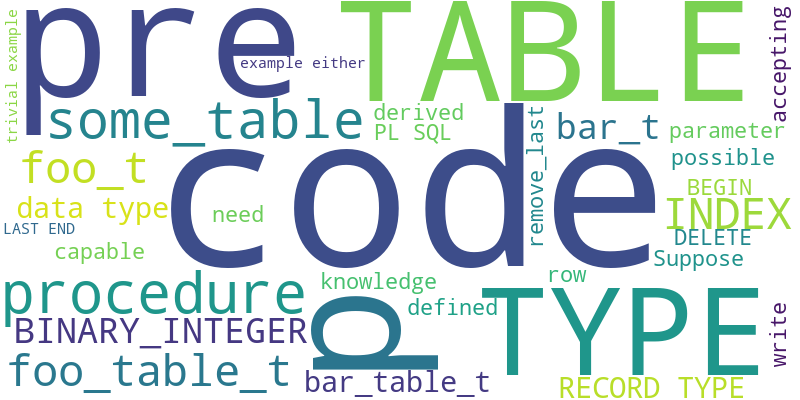 trivial example
pre
example either
TABLE
accepting
some_table
derived
PL SQL
remove_last
bar_t
parameter
foo_t
code
possible
data type
need
BEGIN
INDEX
LAST END
DELETE
capable
Suppose
procedure
knowledge
row
p
defined
TYPE
write
BINARY_INTEGER
foo_table_t
bar_table_t
RECORD TYPE